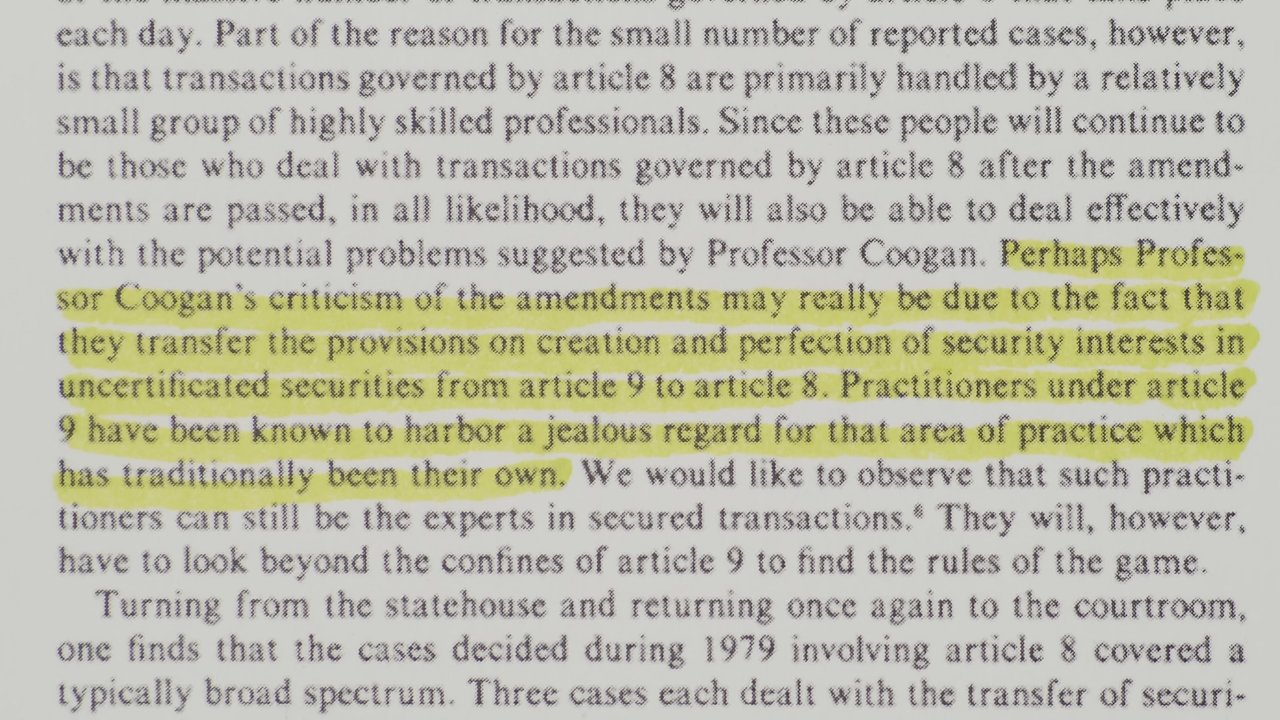 each day. Part of the reason for the small number of reported cases, however,
is that transactions governed by article 8 are primarily handled by a relatively
small group of highly skilled professionals. Since these people will continue to
be those who deal with transactions governed by article 8 after the amend-
ments are passed, in all likelihood, they will also be able to deal effectively
with the potential problems suggested by Professor Coogan. Perhaps Profes-
sor Coogan's criticism of the amendments may really be due to the fact that
they transfer the provisions on creation and perfection of security interests in
uncertificated securities from article 9 to article 8. Practitioners under article
9 have been known to harbor a jealous regard for that area of practice which
has traditionally been their own. We would like to observe that such practi-
tioners can still be the experts in secured transactions.⁶ They will, however,
have to look beyond the confines of article 9 to find the rules of the game.
Turning from the statehouse and returning once again to the courtroom,
one finds that the cases decided during 1979 involving article 8 covered a
typically broad spectrum. Three cases each dealt with the transfer of securi-